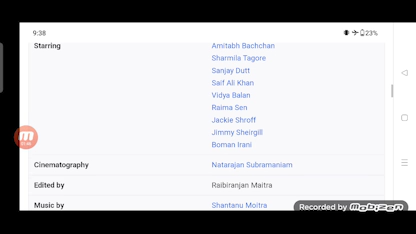 9:38
23%
Starring Amitabh Bachchan
Sharmila Tagore
Sanjay Dutt
Saif Ali Khan
Vidya Balan
Raima Sen
Jackie Shroff
Jimmy Sheirgill
Boman Irani
Cinematography Natarajan Subramaniam
Edited by Raibiranjan Maitra
Music by Shantanu Moitra
Recorded by Mobizen